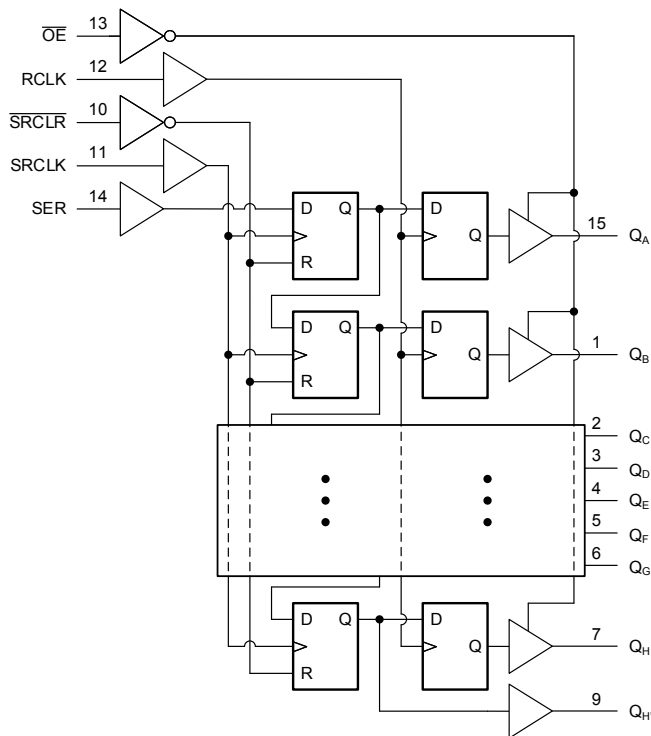 OE 13
RCLK 12
SRCLR 10
SRCLK 11
SER 14
D Q D Q 15 QA
R
D Q D Q 1 QB
R
2 QC
3 QD
4 QE
5 QF
6 QG
D Q D Q 7 QH
R
9 QH'